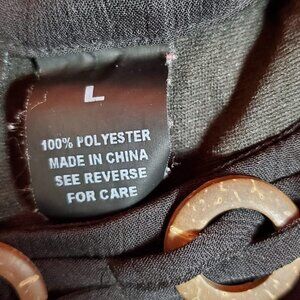 L
100% POLYESTER
MADE IN CHINA
SEE REVERSE
FOR CARE